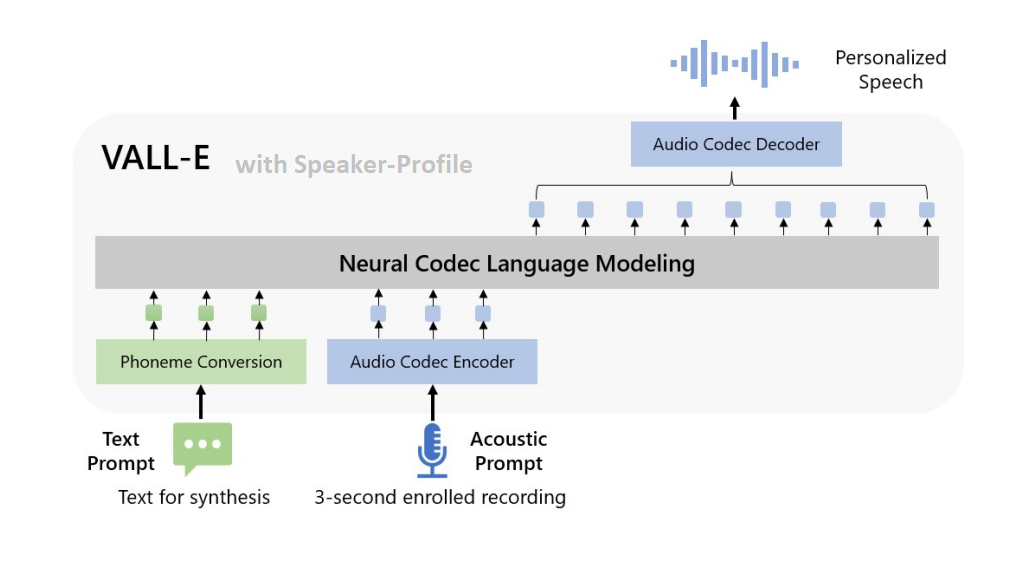 Personalized
Speech
Audio Codec Decoder
VALL-E with Speaker-Profile
Neural Codec Language Modeling
Phoneme Conversion
Audio Codec Encoder
Text
Prompt
Acoustic
Prompt
Text for synthesis
3-second enrolled recording